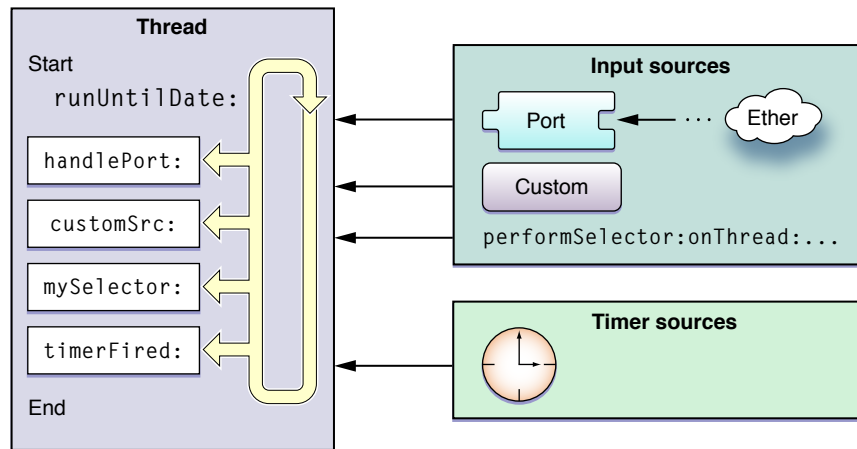 Thread
Start
runUntilDate:
handlePort:
customSrc:
mySelector:
timerFired:
End
Input sources
Port
...
Ether
Custom
performSelector:onThread:...
Timer sources